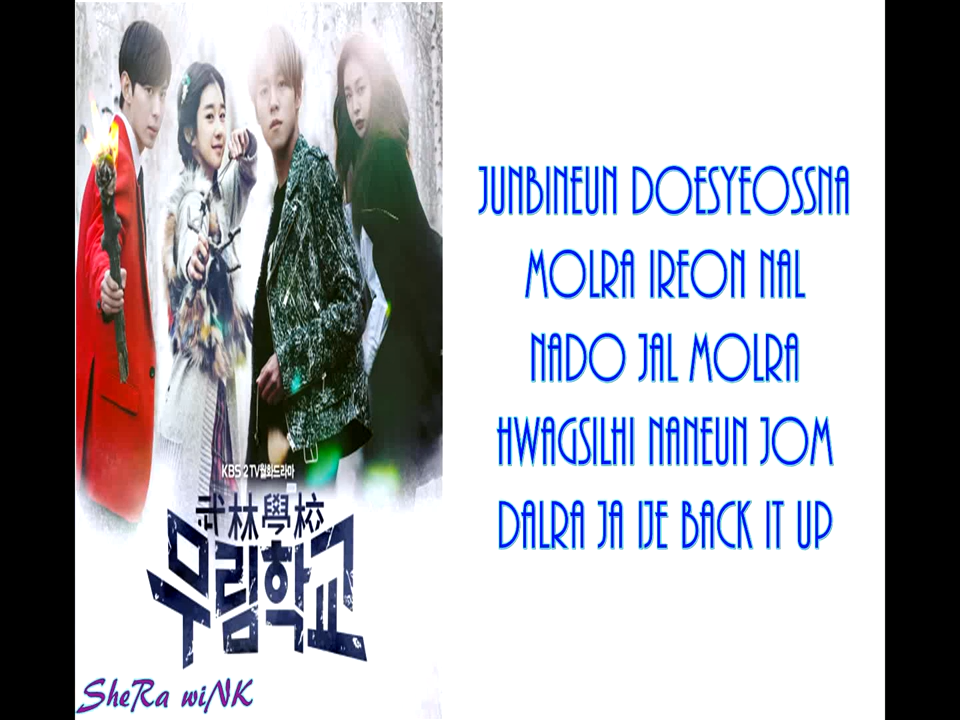 KBS 2TV월화드라마
武林學校
무림학교
SheRa wiNK
JUNBINEUN DOESYEOSSNA
MOLRA IREON NAL
NADO JAL MOLRA
HWAGSILHI NANEUN JOM
DALRA JA IJE BACK IT UP